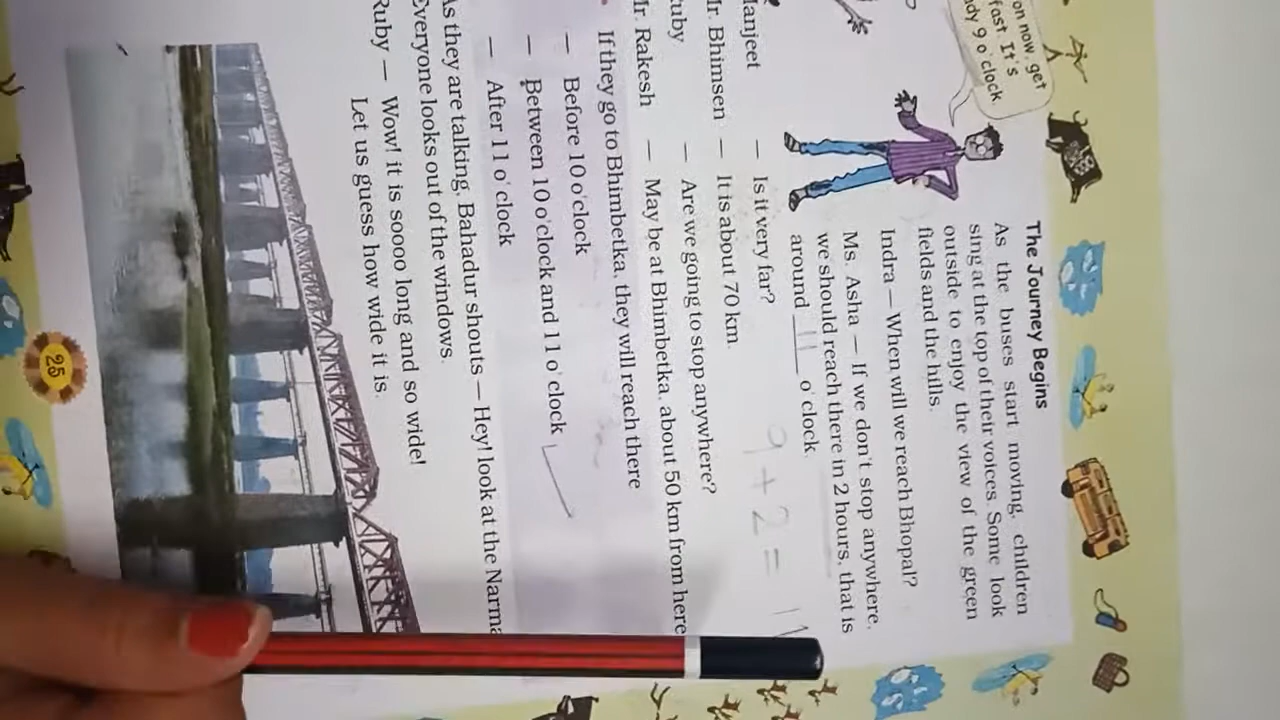 on now, get
fast. It's
dy 9 o'clock
The Journey Begins
As the buses start moving, children
sing at the top of their voices. Some look
outside to enjoy the view of the green
fields and the hills.
Indra — When will we reach Bhopal?
Ms. Asha — If we don't stop anywhere,
we should reach there in 2 hours, that is
around 11 o'clock.
9 + 2 = 11
anjeet — Is it very far?
r. Bhimsen — It is about 70 km.
uby — Are we going to stop anywhere?
r. Rakesh — May be at Bhimbetka, about 50 km from here
If they go to Bhimbetka, they will reach there
— Before 10 o'clock
— Between 10 o'clock and 11 o'clock
— After 11 o'clock
As they are talking, Bahadur shouts — Hey! look at the Narma
Everyone looks out of the windows.
Ruby — Wow! it is soooo long and so wide!
Let us guess how wide it is.
25